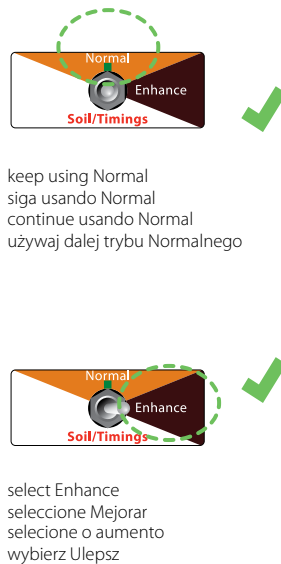 Normal
Enhance
Soil/Timings
keep using Normal
siga usando Normal
continue usando Normal
używaj dalej trybu Normalnego
Normal
Enhance
Soil/Timings
select Enhance
seleccione Mejorar
selecione o aumento
wybierz Ulepsz